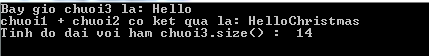 Bay gio chuoi3 la: Hello
chuoi1 + chuoi2 co ket qua la: HelloChristmas
Tinh do dai voi ham chuoi3.size() :  14